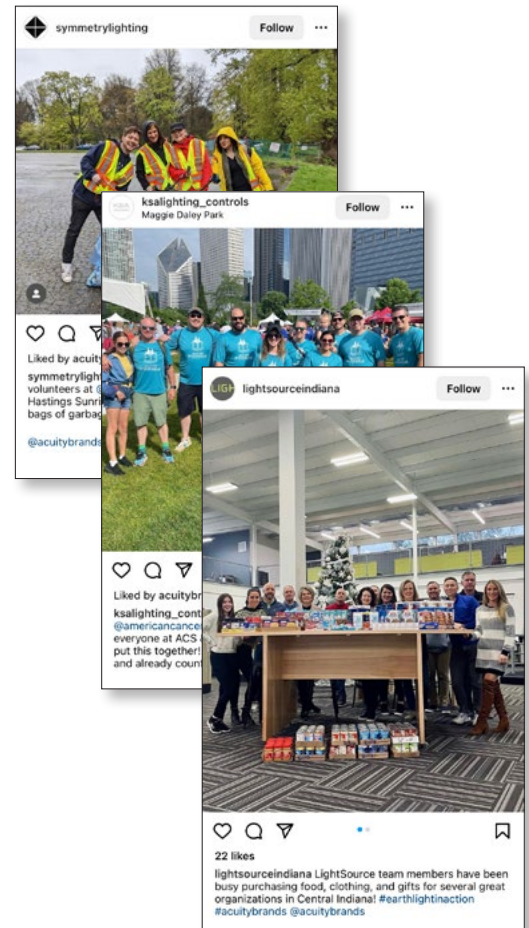 symmetrylighting
Follow
Liked by acuity
symmetryligh
volunteers at @
Hastings Sunri
bags of garbag
@acuitybrands
ksalighting_controls
Maggie Daley Park
Follow
Liked by acuitybr
ksalighting_cont
@americancance
everyone at ACS
put this together!
and already coun
LIGH
lightsourceindiana
Follow
22 likes
lightsourceindiana LightSource team members have been
busy purchasing food, clothing, and gifts for several great
organizations in Central Indiana! #earthlightinaction
#acuitybrands @acuitybrands